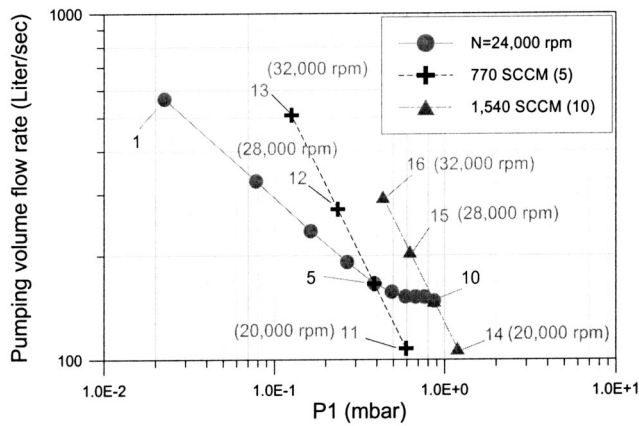 1000
100
Pumping volume flow rate (Liter/sec)
1.0E-2
1.0E-1
1.0E+0
1.0E+1
P1 (mbar)
N=24,000 rpm
770 SCCM (5)
1,540 SCCM (10)
(32,000 rpm)
13
1
(28,000 rpm)
12
16 (32,000 rpm)
15 (28,000 rpm)
5
10
(20,000 rpm) 11
14 (20,000 rpm)